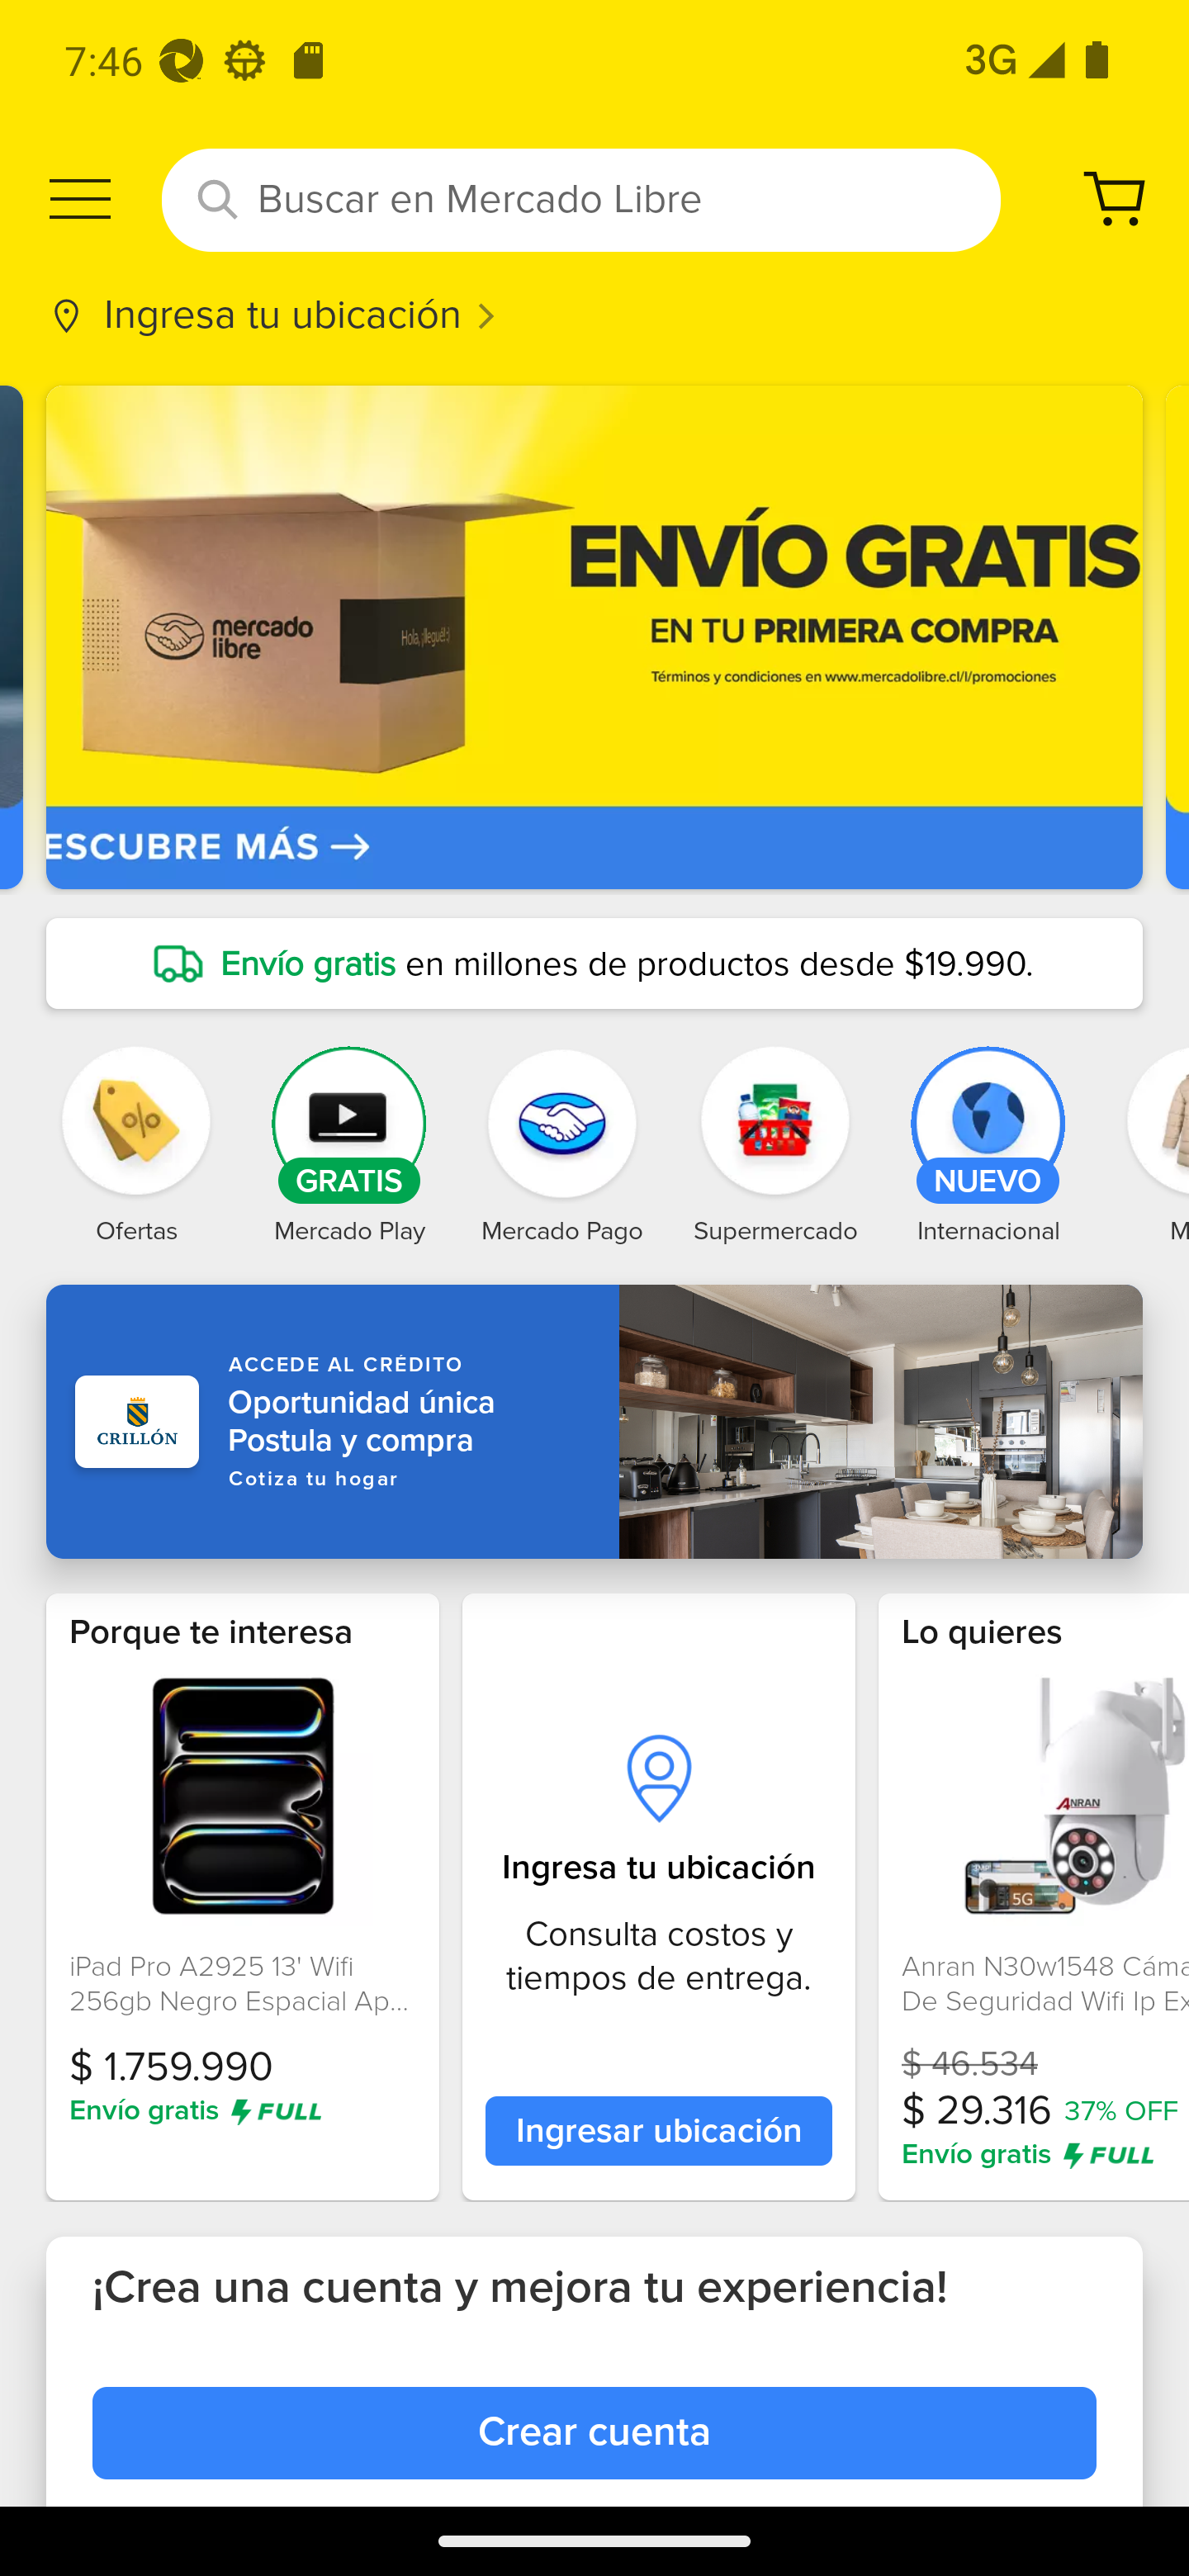 7:46
3G
Buscar en Mercado Libre
Ingresa tu ubicación
mercado
libre
Hola, ¡llegué!:)
ENVÍO GRATIS
EN TU PRIMERA COMPRA
Términos y condiciones en www.mercadolibre.cl/l/promociones
ESCUBRE MÁS →
Envío gratis en millones de productos desde $19.990.
GRATIS
NUEVO
Ofertas
Mercado Play
Mercado Pago
Supermercado
Internacional
M
CRILLÓN
ACCEDE AL CRÉDITO
Oportunidad única
Postula y compra
Cotiza tu hogar
Porque te interesa
iPad Pro A2925 13' Wifi
256gb Negro Espacial Ap...
$ 1.759.990
Envío gratis FULL
Ingresa tu ubicación
Consulta costos y
tiempos de entrega.
Ingresar ubicación
Lo quieres
ANRAN
5G
Anran N30w1548 Cáma
De Seguridad Wifi Ip Ex
$ 46.534
$ 29.316 37% OFF
Envío gratis FULL
¡Crea una cuenta y mejora tu experiencia!
Crear cuenta